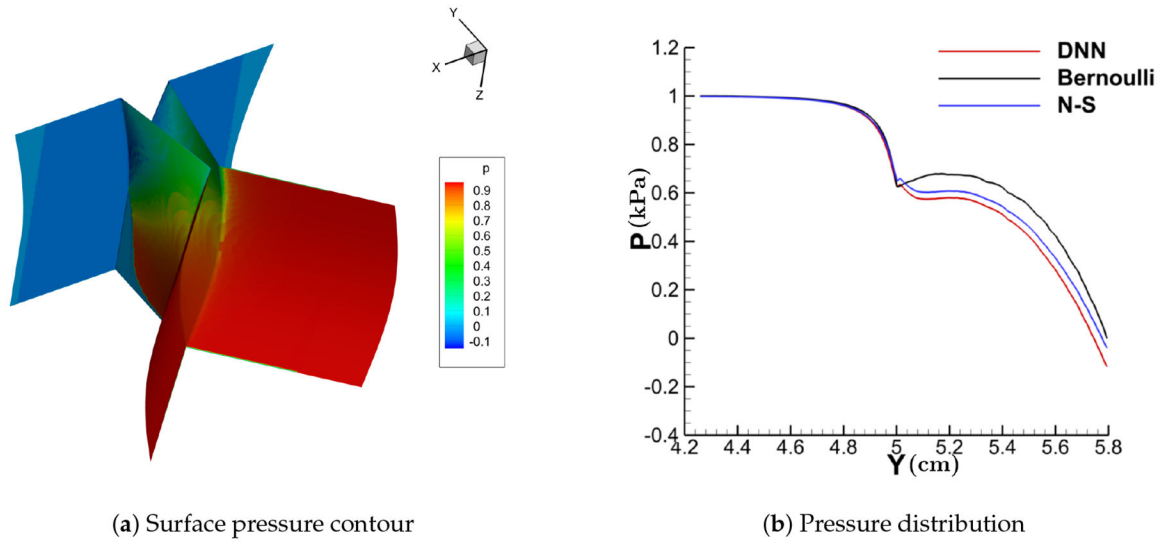 Y
X
Z
p
0.9
0.8
0.7
0.6
0.5
0.4
0.3
0.2
0.1
0
-0.1
1.2
1
0.8
0.6
0.4
0.2
0
-0.2
-0.4
P(kPa)
DNN
Bernoulli
N-S
4.2 4.4 4.6 4.8 5 5.2 5.4 5.6 5.8
Y(cm)
(a) Surface pressure contour
(b) Pressure distribution